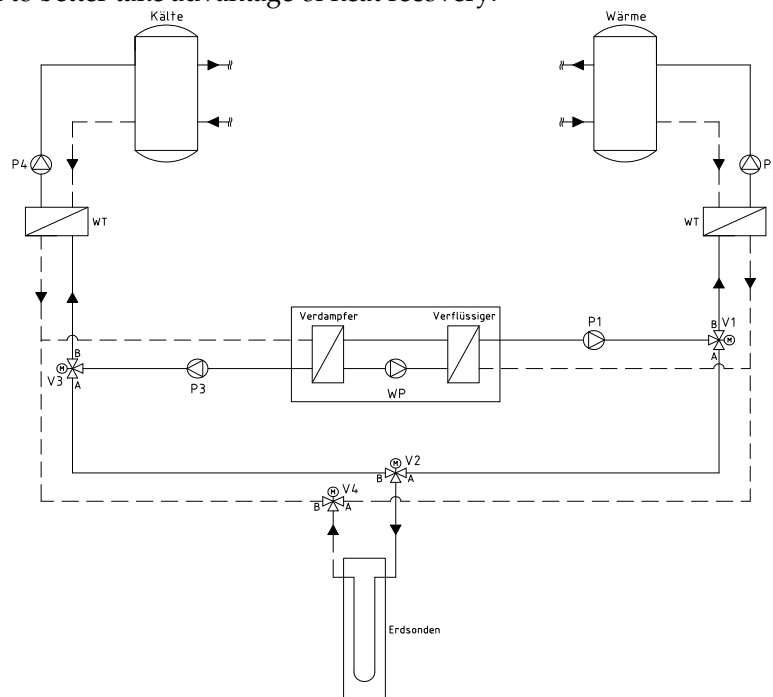 to better take advantage of heat recovery.
Kälte
Wärme
P4
P
WT
WT
Verdampfer
Verflüssiger
P1
B
V1
M
A
B
M
V3
A
P3
WP
M
V2
B
A
M
V4
B
A
Erdsonden